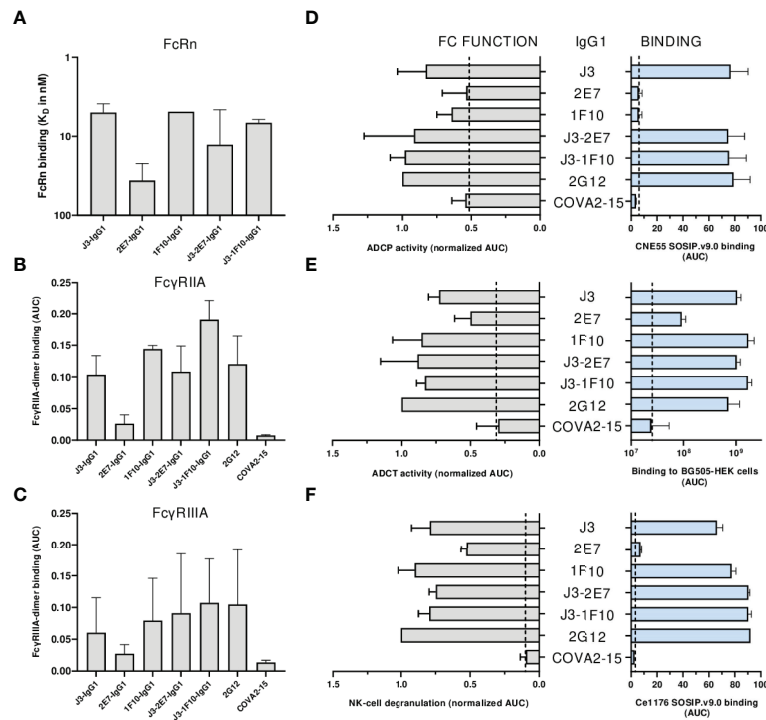 A
FcRn
FcRn binding (KD in nM)
1
10
100
J3-IgG1
2E7-IgG1
1F10-IgG1
J3-2E7-IgG1
J3-1F10-IgG1
B
FcγRIIA
FcγRIIA-dimer binding (AUC)
0.25
0.20
0.15
0.10
0.05
0.00
J3-IgG1
2E7-IgG1
1F10-IgG1
J3-2E7-IgG1
J3-1F10-IgG1
2G12
COVA2-15
C
FcγRIIIA
FcγRIIIA-dimer binding (AUC)
0.25
0.20
0.15
0.10
0.05
0.00
J3-IgG1
2E7-IgG1
1F10-IgG1
J3-2E7-IgG1
J3-1F10-IgG1
2G12
COVA2-15
D
FC FUNCTION IgG1 BINDING
J3
2E7
1F10
J3-2E7
J3-1F10
2G12
COVA2-15
1.5 1.0 0.5 0.0
ADCP activity (normalized AUC)
0 20 40 60 80 100
CNE55 SOSIP.v9.0 binding
(AUC)
E
J3
2E7
1F10
J3-2E7
J3-1F10
2G12
COVA2-15
1.5 1.0 0.5 0.0
ADCT activity (normalized AUC)
10⁷ 10⁸ 10⁹
Binding to BG505-HEK cells
(AUC)
F
J3
2E7
1F10
J3-2E7
J3-1F10
2G12
COVA2-15
1.5 1.0 0.5 0.0
NK-cell degranulation (normalized AUC)
0 20 40 60 80 100
Ce1176 SOSIP.v9.0 binding
(AUC)